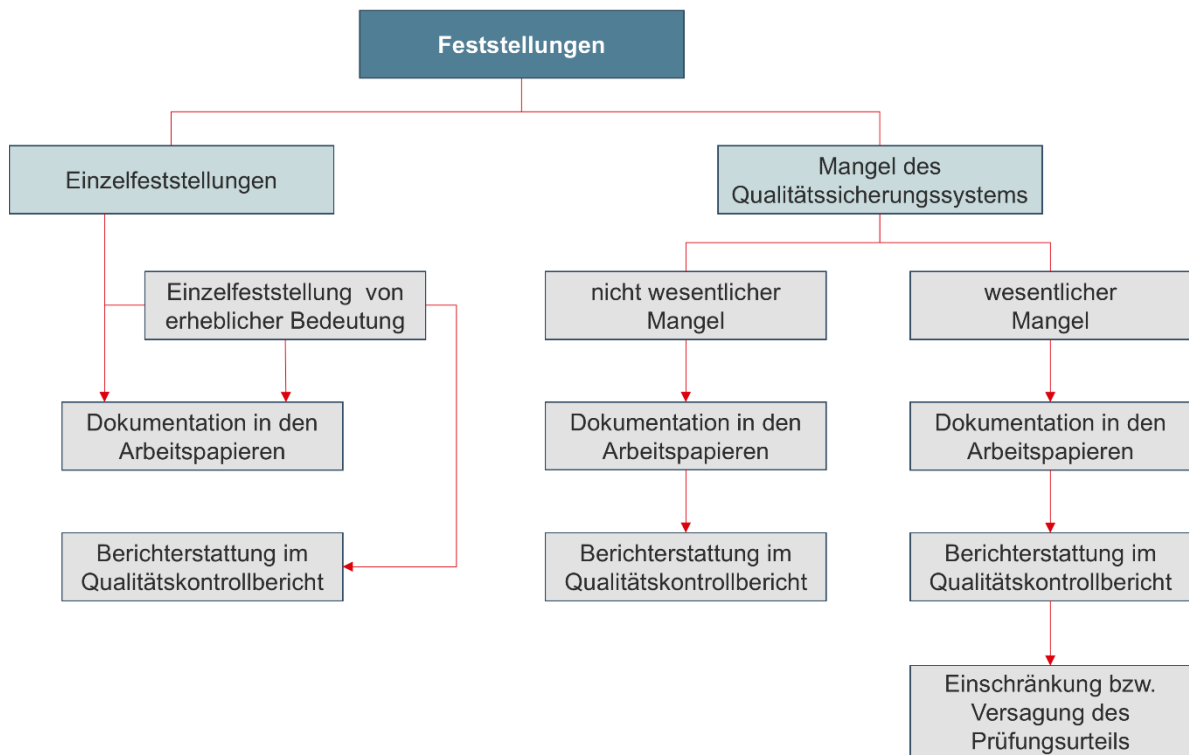 Feststellungen
Einzelfeststellungen
Mangel des
Qualitätssicherungssystems
Einzelfeststellung von
erheblicher Bedeutung
nicht wesentlicher
Mangel
wesentlicher
Mangel
Dokumentation in den
Arbeitspapieren
Dokumentation in den
Arbeitspapieren
Dokumentation in den
Arbeitspapieren
Berichterstattung im
Qualitätskontrollbericht
Berichterstattung im
Qualitätskontrollbericht
Berichterstattung im
Qualitätskontrollbericht
Einschränkung bzw.
Versagung des
Prüfungsurteils